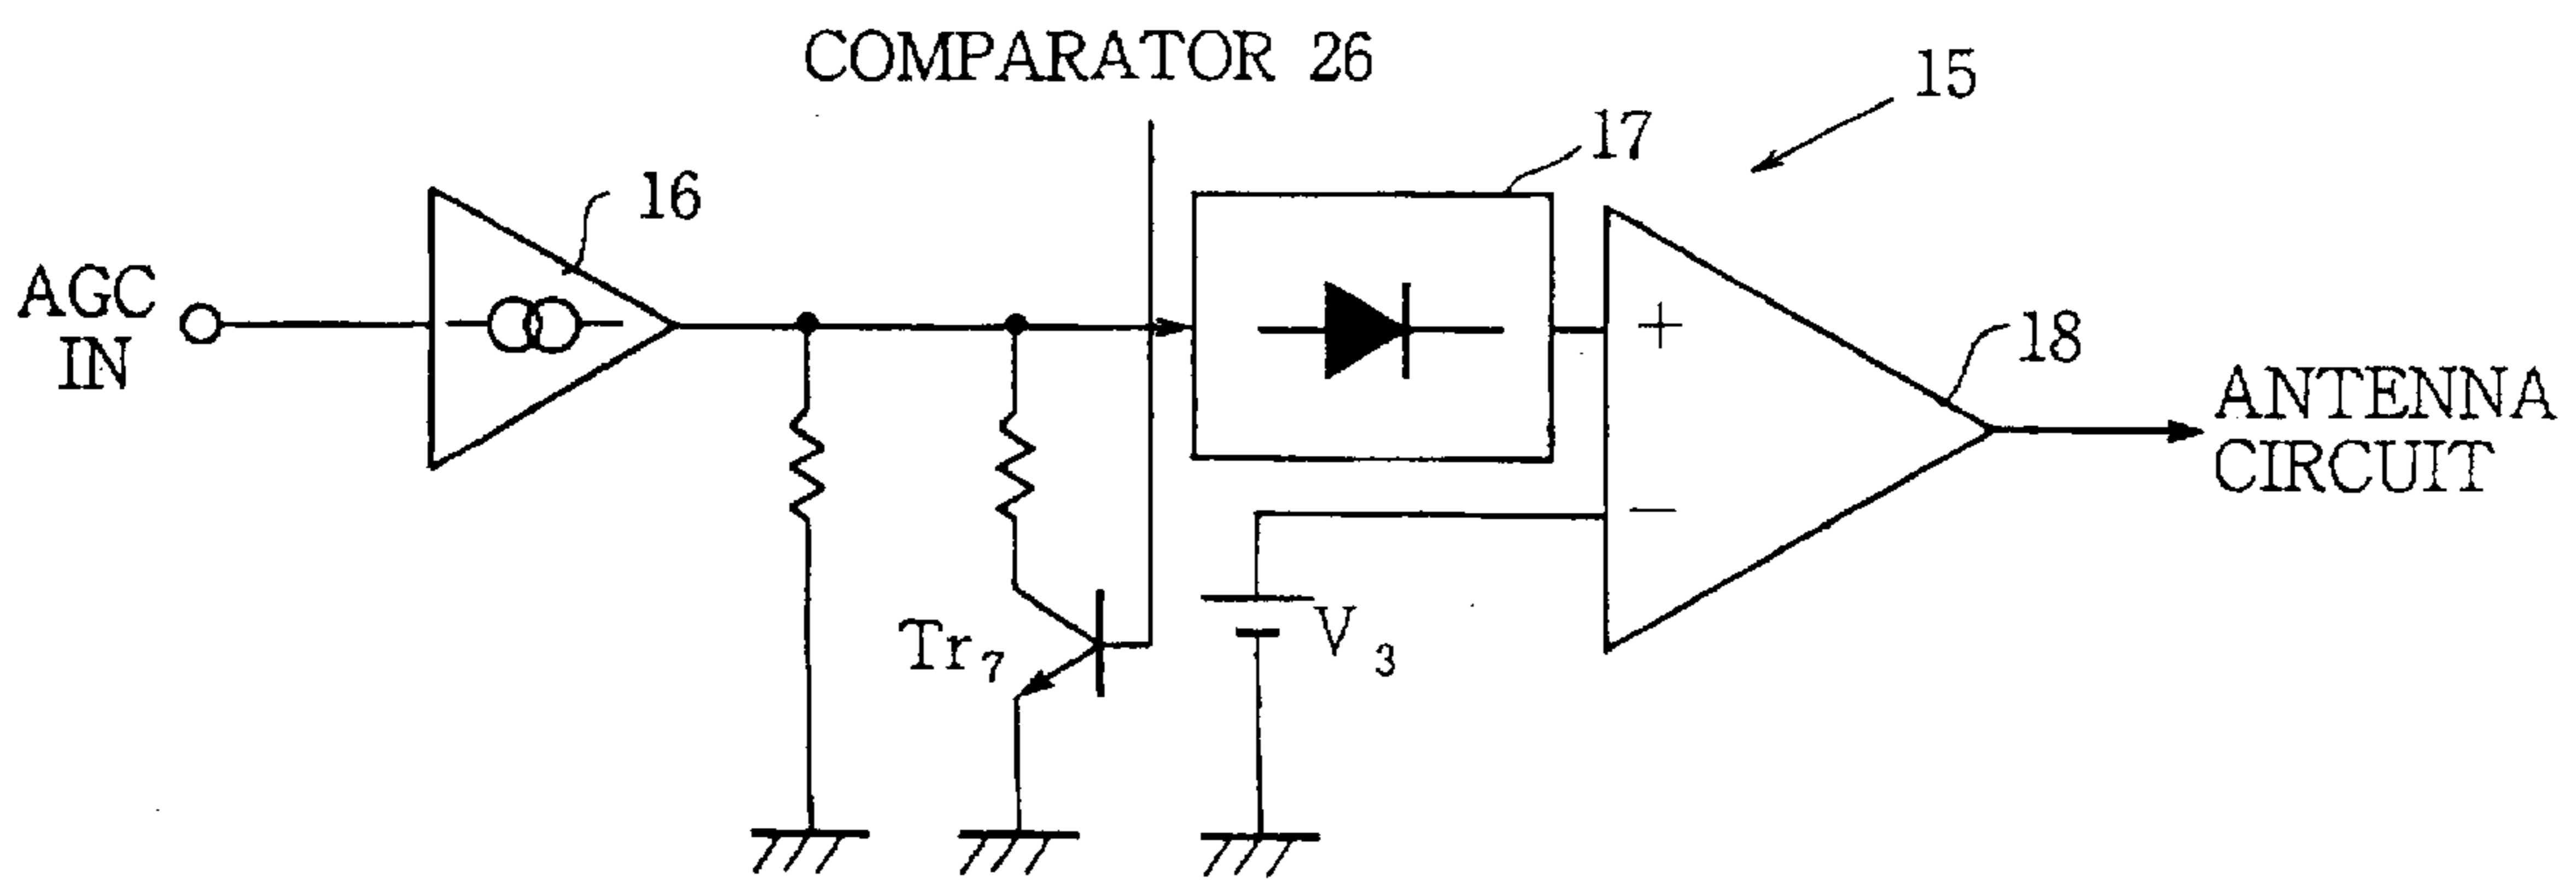 COMPARATOR 26
15
17
16
AGC
IN
+
18
ANTENNA
CIRCUIT
−
Tr7
V3